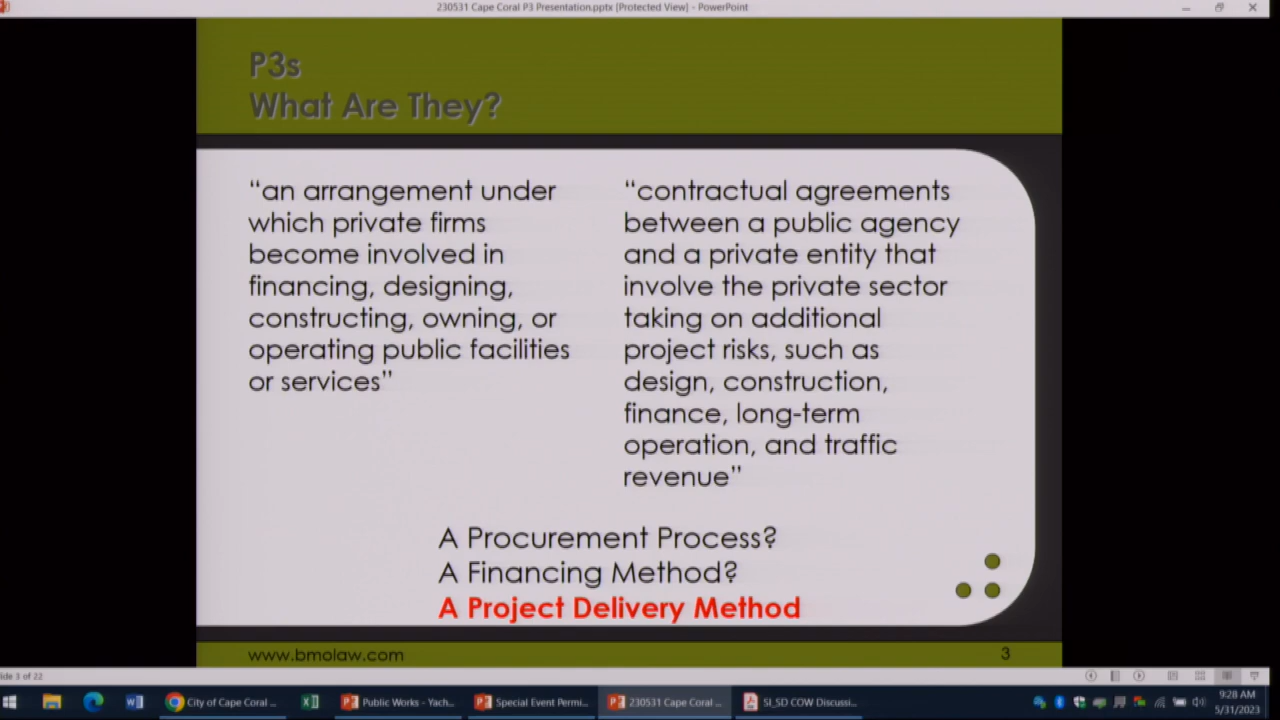 230531 Cape Coral P3 Presentation.pptx [Protected View] - PowerPoint
P3s
What Are They?
“an arrangement under
which private firms
become involved in
financing, designing,
constructing, owning, or
operating public facilities
or services”
“contractual agreements
between a public agency
and a private entity that
involve the private sector
taking on additional
project risks, such as
design, construction,
finance, long-term
operation, and traffic
revenue”
A Procurement Process?
A Financing Method?
A Project Delivery Method
www.bmolaw.com
3
lide 3 of 22
City of Cape Coral ...
Public Works - Yach...
Special Event Permi...
230531 Cape Coral ...
SI_SD COW Discussi...
9:28 AM
5/31/2023